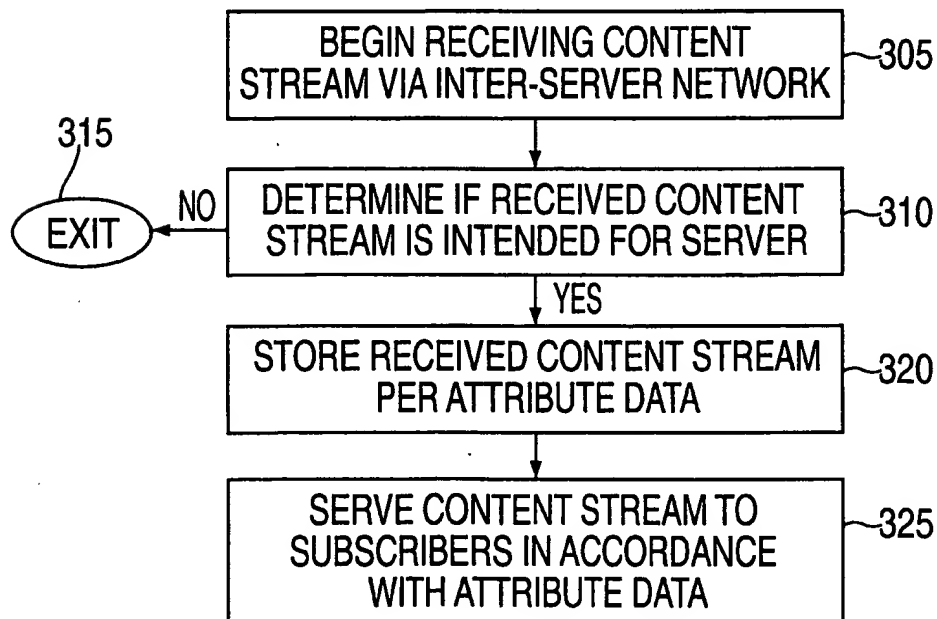 BEGIN RECEIVING CONTENT
STREAM VIA INTER-SERVER NETWORK
305
315
EXIT
NO
DETERMINE IF RECEIVED CONTENT
STREAM IS INTENDED FOR SERVER
310
YES
STORE RECEIVED CONTENT STREAM
PER ATTRIBUTE DATA
320
SERVE CONTENT STREAM TO
SUBSCRIBERS IN ACCORDANCE
WITH ATTRIBUTE DATA
325